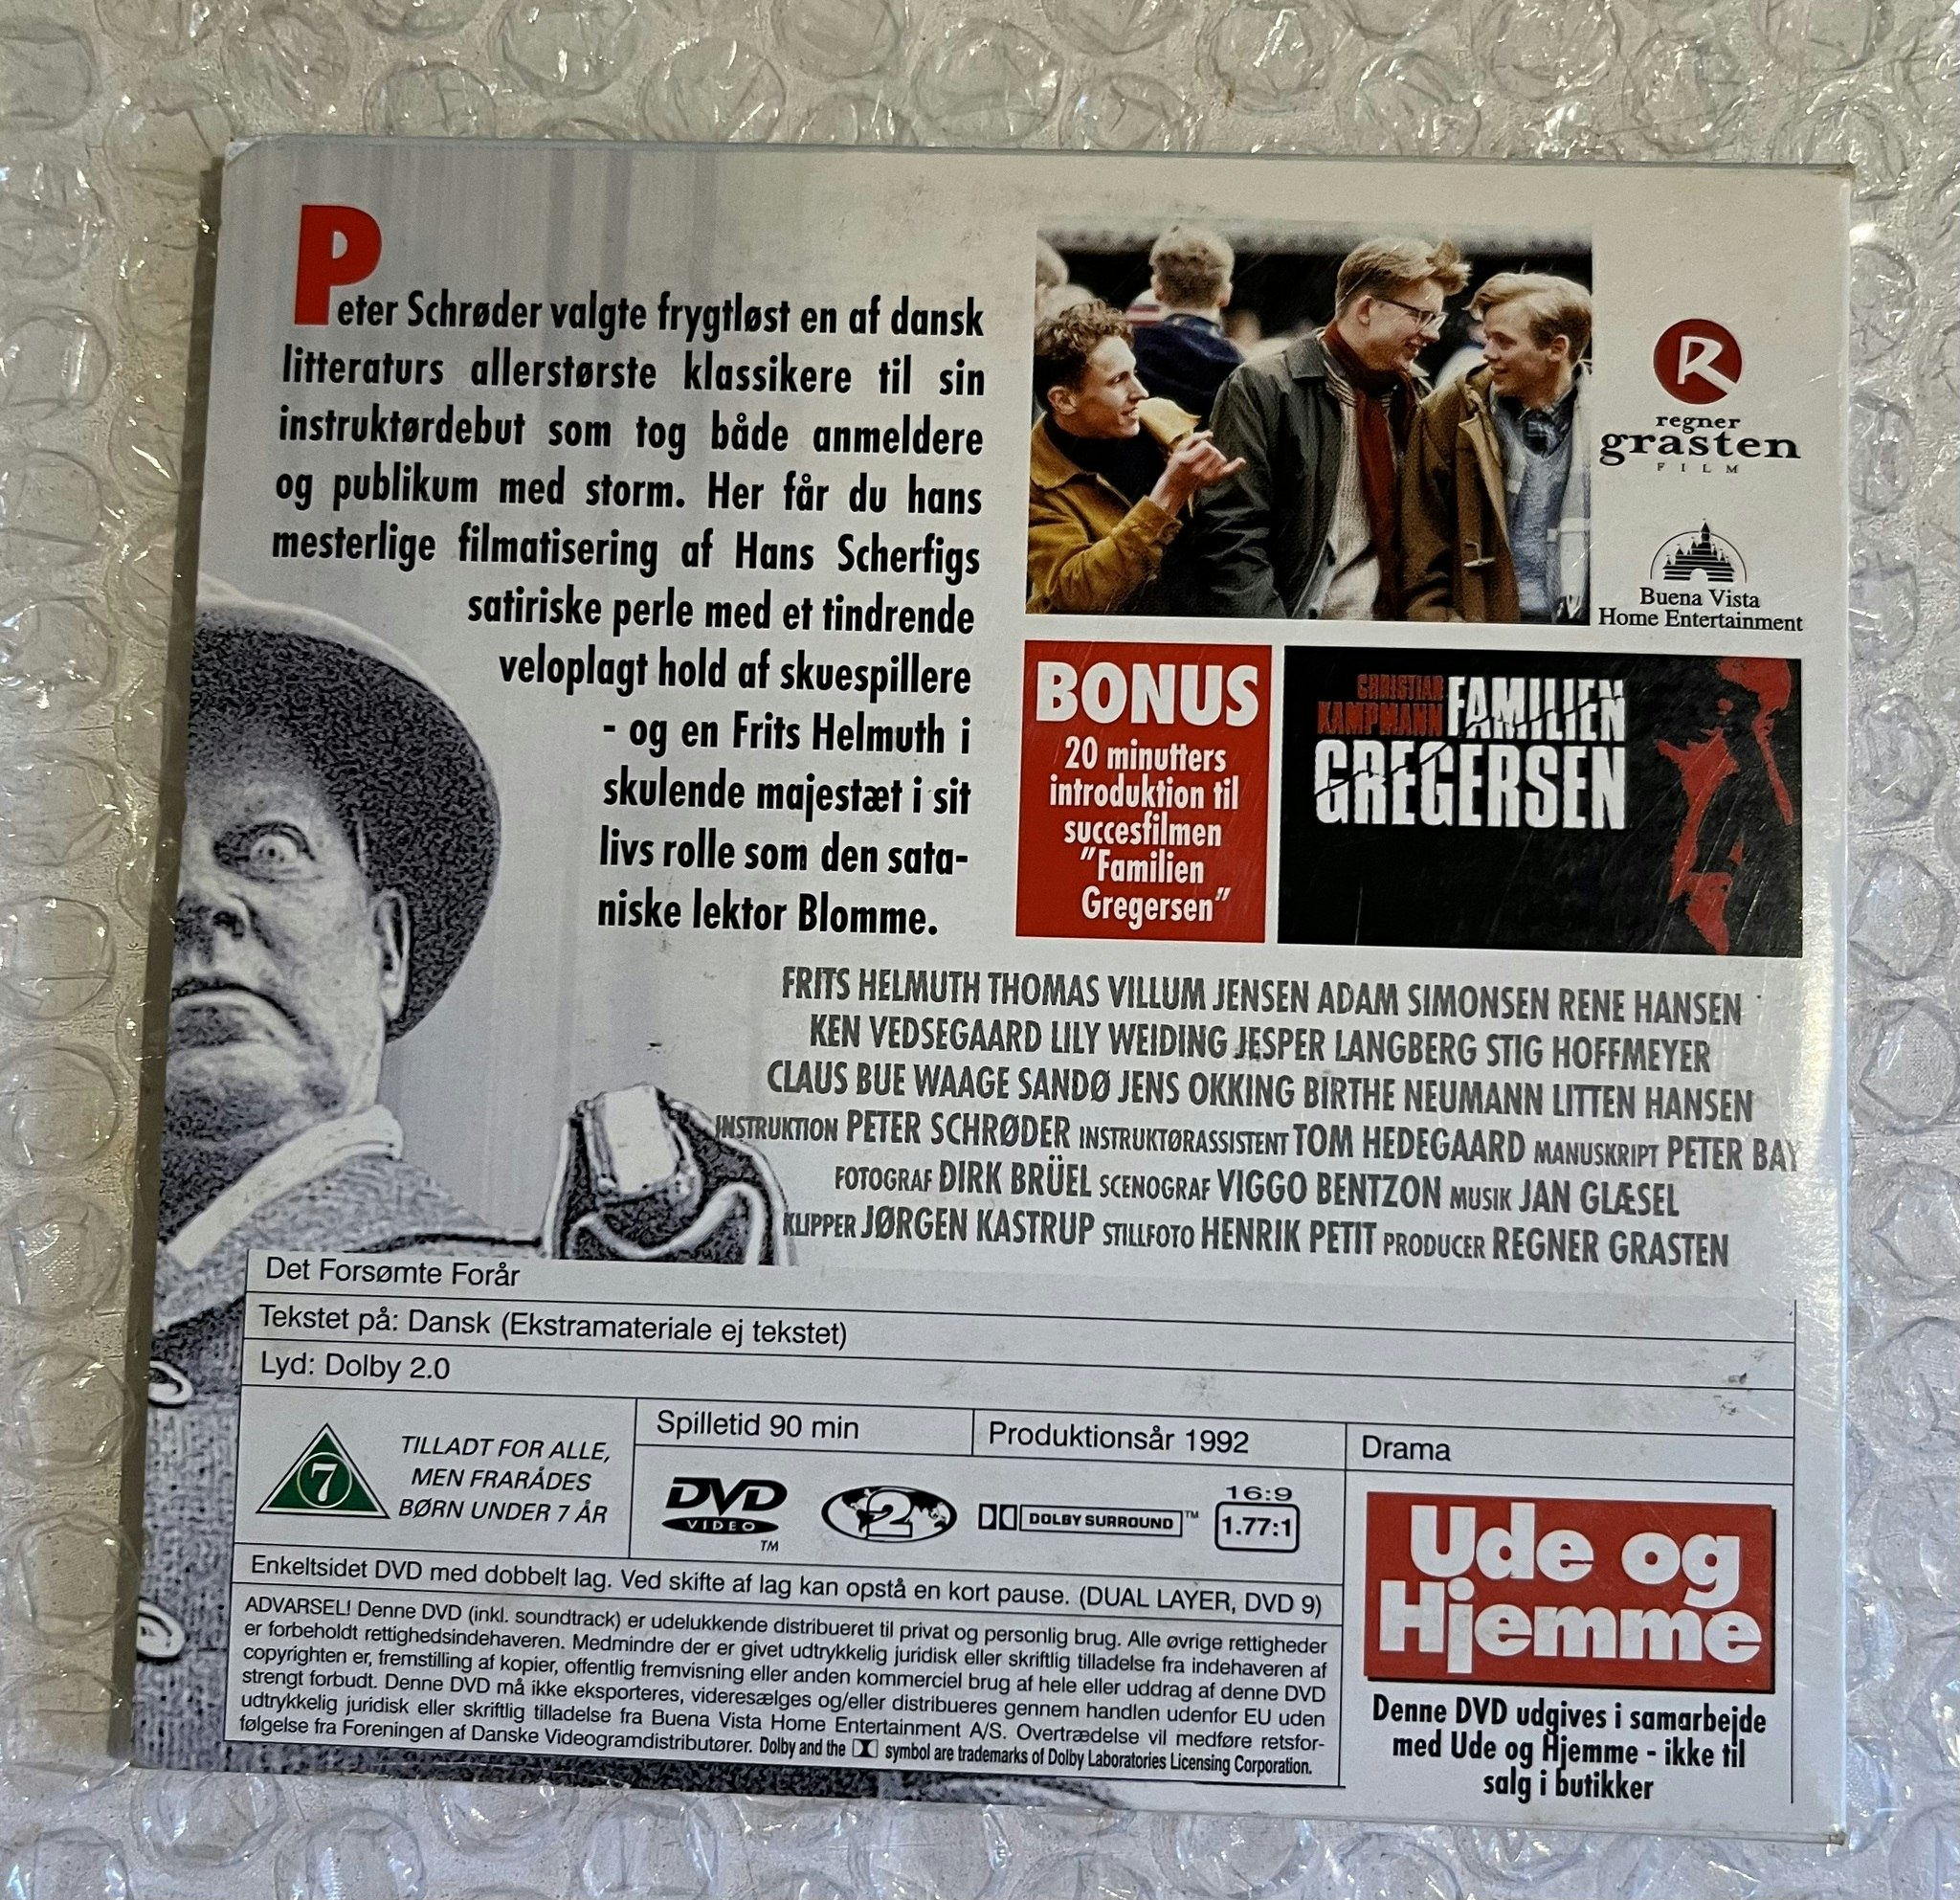 Peter Schrøder valgte frygtløst en af dansk
litteraturs allerstørste klassikere til sin
instruktørdebut som tog både anmeldere
og publikum med storm. Her får du hans
mesterlige filmatisering af Hans Scherfigs
satiriske perle med et tindrende
veloplagt hold af skuespillere
- og en Frits Helmuth i
skulende majestæt i sit
livs rolle som den sata-
niske lektor Blomme.
R
regner
grasten
FILM
Buena Vista
Home Entertainment
BONUS
20 minutters
introduktion til
succesfilmen
"Familien
Gregersen"
CHRISTIAN
KAMPMANN
FAMILIEN
GREGERSEN
FRITS HELMUTH THOMAS VILLUM JENSEN ADAM SIMONSEN RENE HANSEN
KEN VEDSEGAARD LILY WEIDING JESPER LANGBERG STIG HOFFMEYER
CLAUS BUE WAAGE SANDØ JENS OKKING BIRTHE NEUMANN LITTEN HANSEN
INSTRUKTION PETER SCHRØDER INSTRUKTØRASSISTENT TOM HEDEGAARD MANUSKRIPT PETER BAY
FOTOGRAF DIRK BRÜEL SCENOGRAF VIGGO BENTZON MUSIK JAN GLÆSEL
KLIPPER JØRGEN KASTRUP STILLFOTO HENRIK PETIT PRODUCER REGNER GRASTEN
Det Forsømte Forår
Tekstet på: Dansk (Ekstramateriale ej tekstet)
Lyd: Dolby 2.0
7
TILLADT FOR ALLE,
MEN FRARÅDES
BØRN UNDER 7 ÅR
Spilletid 90 min
Produktionsår 1992
Drama
DVD
VIDEO
TM
2
DOLBY SURROUND TM
16:9
1.77:1
Enkeltsidet DVD med dobbelt lag. Ved skifte af lag kan opstå en kort pause. (DUAL LAYER, DVD 9)
ADVARSEL! Denne DVD (inkl. soundtrack) er udelukkende distribueret til privat og personlig brug. Alle øvrige rettigheder
er forbeholdt rettighedsindehaveren. Medmindre der er givet udtrykkelig juridisk eller skriftlig tilladelse fra indehaveren af
copyrighten er, fremstilling af kopier, offentlig fremvisning eller anden kommerciel brug af hele eller uddrag af denne DVD
strengt forbudt. Denne DVD må ikke eksporteres, videresælges og/eller distribueres gennem handlen udenfor EU uden
udtrykkelig juridisk eller skriftlig tilladelse fra Buena Vista Home Entertainment A/S. Overtrædelse vil medføre retsfor-
følgelse fra Foreningen af Danske Videogramdistributører. Dolby and the symbol are trademarks of Dolby Laboratories Licensing Corporation.
Ude og
Hjemme
Denne DVD udgives i samarbejde
med Ude og Hjemme - ikke til
salg i butikker